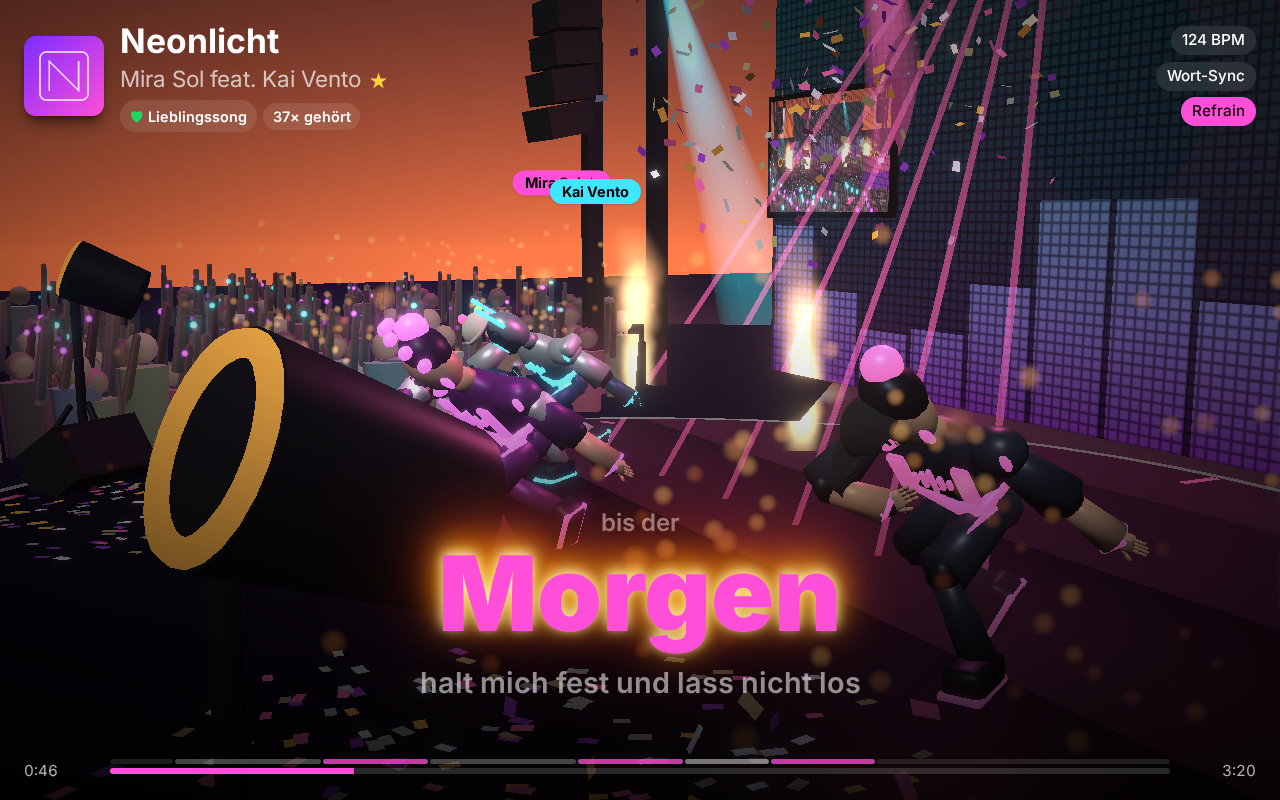 Neonlicht
Mira Sol feat. Kai Vento ★
Lieblingssong
37× gehört
124 BPM
Wort-Sync
Refrain
N
Kai Vento
bis der
Morgen
halt mich fest und lass nicht los
0:46
3:20